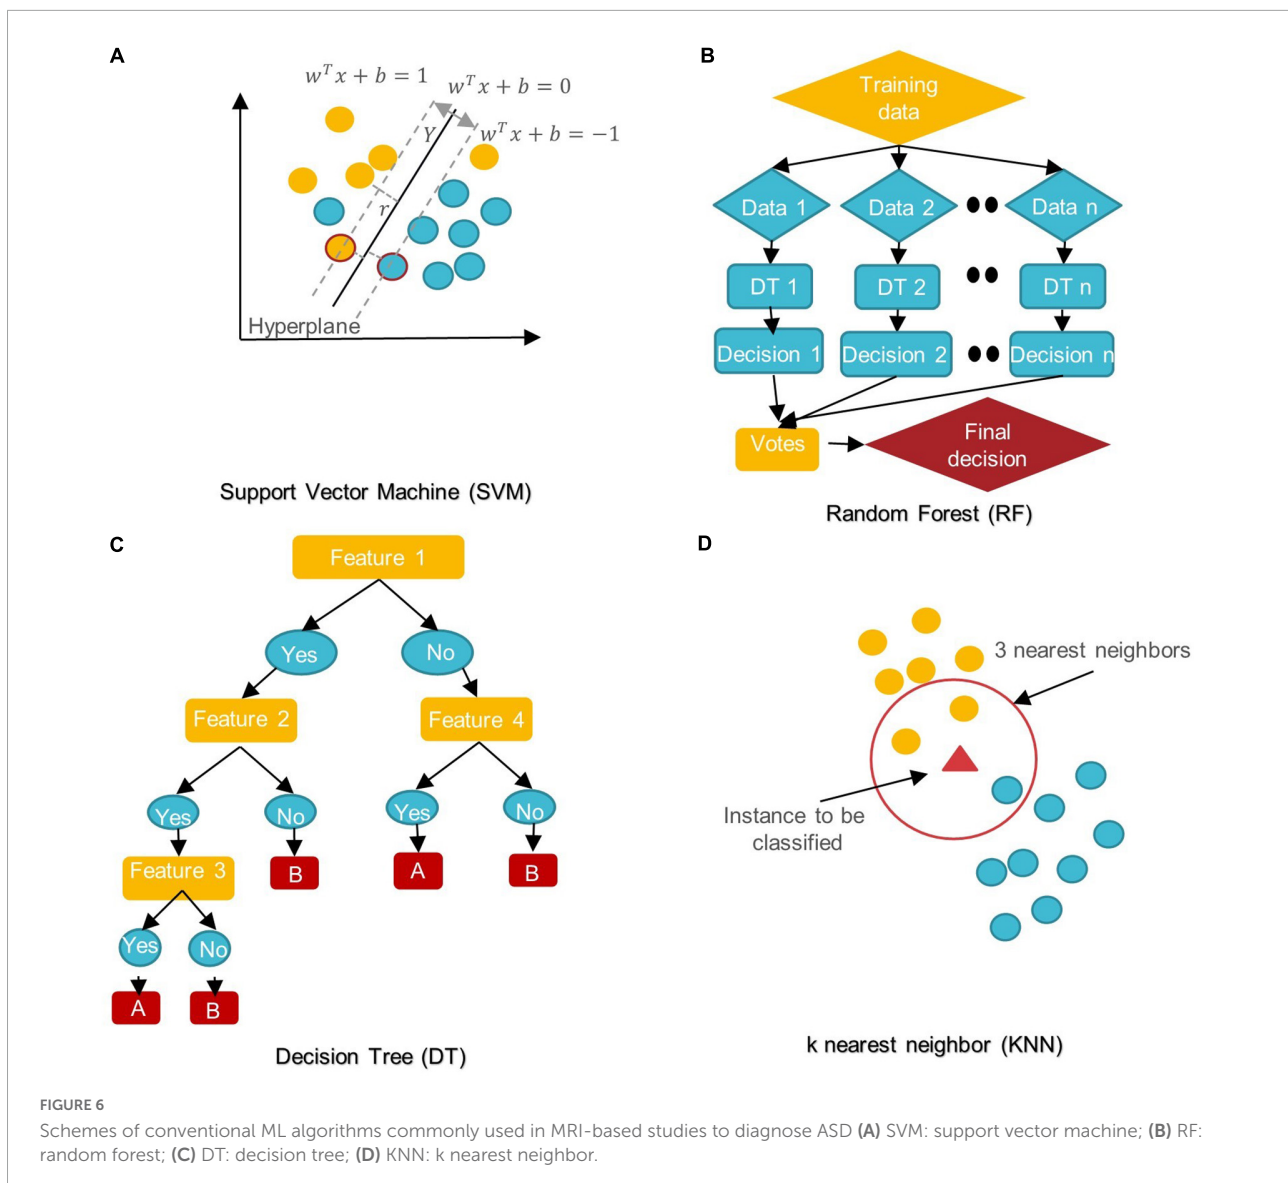 A
wᵀx + b = 1
wᵀx + b = 0
wᵀx + b = −1
Y
r
Hyperplane
Support Vector Machine (SVM)
B
Training
data
Data 1
Data 2
Data n
DT 1
DT 2
DT n
Decision 1
Decision 2
Decision n
Votes
Final
decision
Random Forest (RF)
C
Feature 1
Yes
No
Feature 2
Feature 4
Yes
No
Yes
No
Feature 3
B
A
B
Yes
No
A
B
Decision Tree (DT)
D
3 nearest neighbors
Instance to be
classified
k nearest neighbor (KNN)
FIGURE 6
Schemes of conventional ML algorithms commonly used in MRI-based studies to diagnose ASD (A) SVM: support vector machine; (B) RF:
random forest; (C) DT: decision tree; (D) KNN: k nearest neighbor.